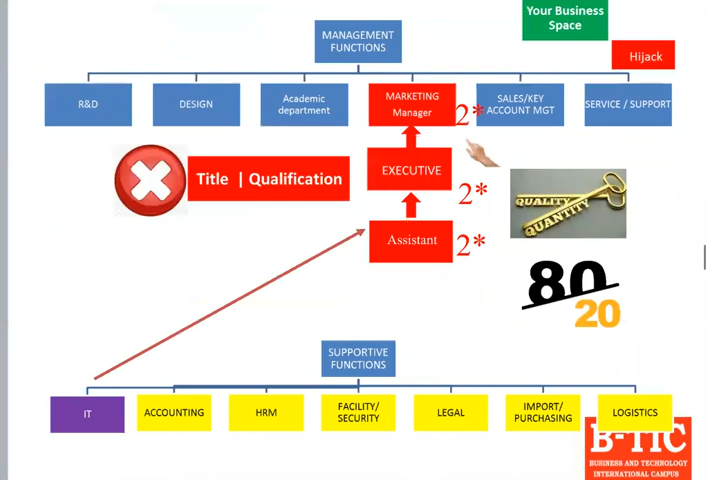 Your Business
Space
MANAGEMENT
FUNCTIONS
Hijack
R&D
DESIGN
Academic
department
MARKETING
Manager
2*
SALES/KEY
ACCOUNT MGT
SERVICE / SUPPORT
Title | Qualification
EXECUTIVE
2*
QUALITY
QUANTITY
Assistant
2*
80
20
SUPPORTIVE
FUNCTIONS
IT
ACCOUNTING
HRM
FACILITY/
SECURITY
LEGAL
IMPORT/
PURCHASING
LOGISTICS
B-TIC
BUSINESS AND TECHNOLOGY
INTERNATIONAL CAMPUS